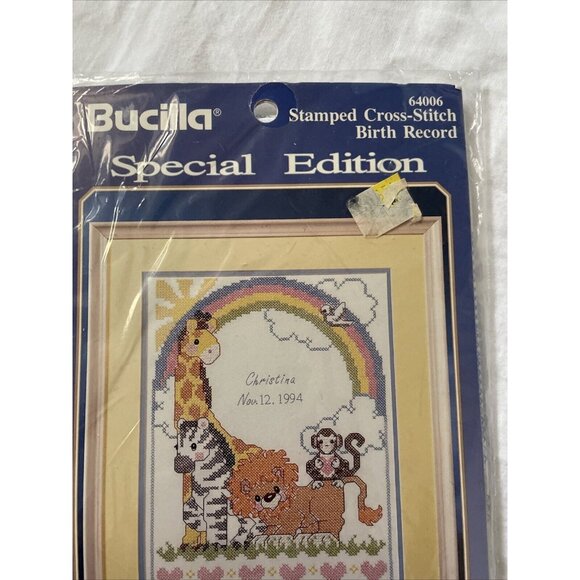 Bucilla®
64006
Stamped Cross-Stitch
Birth Record
Special Edition
Christina
Nov. 12, 1994